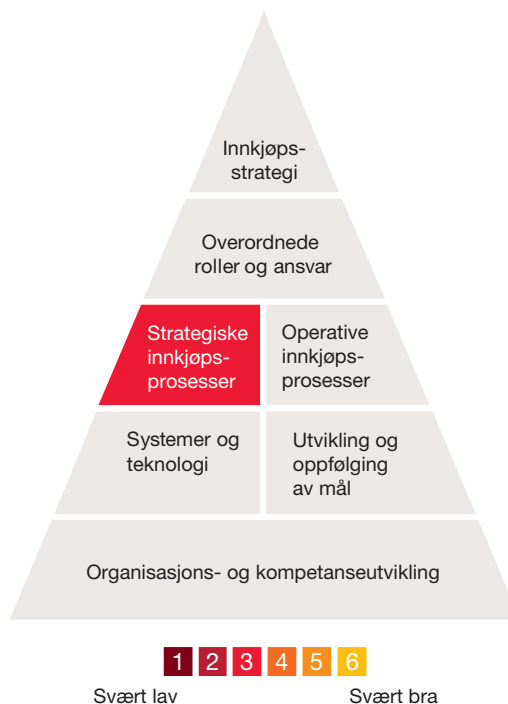 Innkjøps-
strategi
Overordnede
roller og ansvar
Strategiske
innkjøps-
prosesser
Operative
innkjøps-
prosesser
Systemer og
teknologi
Utvikling og
oppfølging
av mål
Organisasjons- og kompetanseutvikling
1 2 3 4 5 6
Svært lav Svært bra